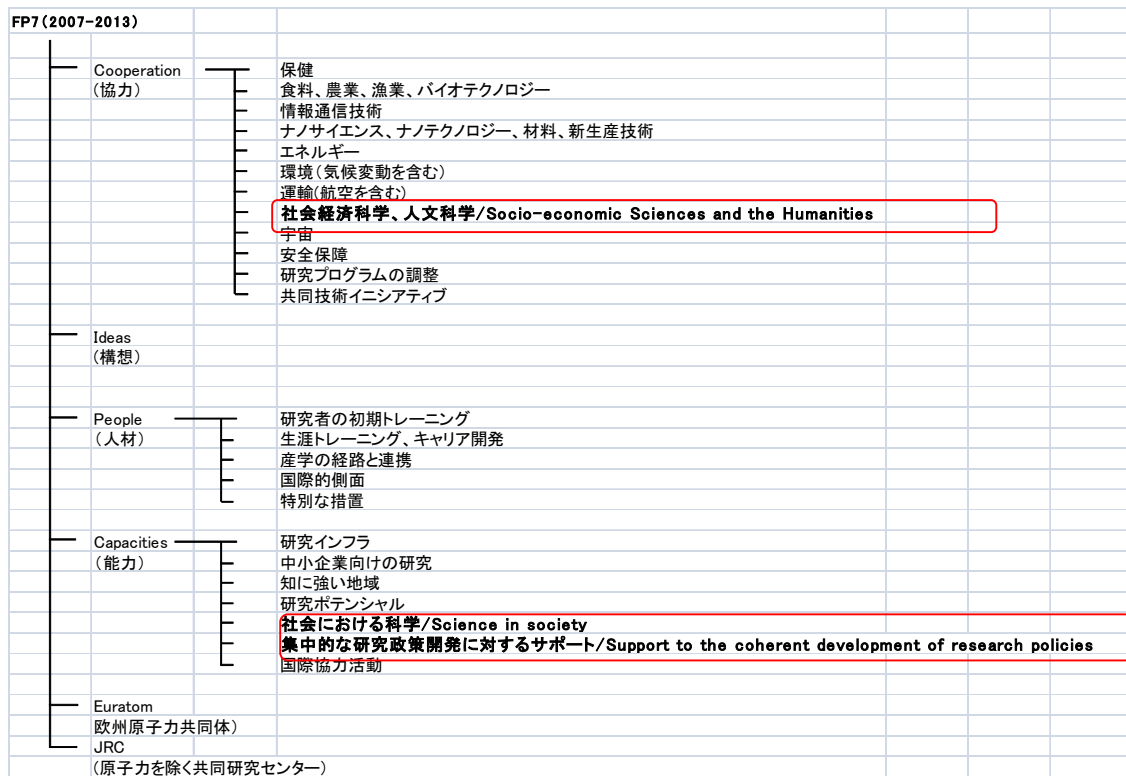 FP7(2007-2013)
Cooperation 保健
(協力) 食料、農業、漁業、バイオテクノロジー
情報通信技術
ナノサイエンス、ナノテクノロジー、材料、新生産技術
エネルギー
環境(気候変動を含む)
運輸(航空を含む)
社会経済科学、人文科学/Socio-economic Sciences and the Humanities
宇宙
安全保障
研究プログラムの調整
共同技術イニシアティブ
Ideas
(構想)
People 研究者の初期トレーニング
(人材) 生涯トレーニング、キャリア開発
産学の経路と連携
国際的側面
特別な措置
Capacities 研究インフラ
(能力) 中小企業向けの研究
知に強い地域
研究ポテンシャル
社会における科学/Science in society
集中的な研究政策開発に対するサポート/Support to the coherent development of research policies
国際協力活動
Euratom
欧州原子力共同体)
JRC
(原子力を除く共同研究センター)